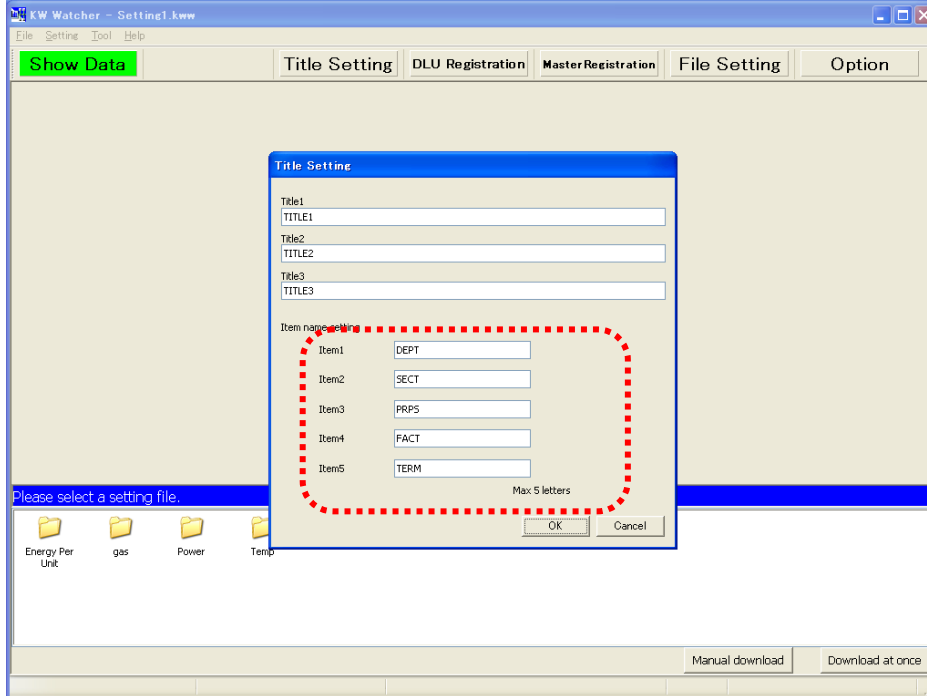 KW Watcher - Setting1.kww
File Setting Tool Help
Show Data Title Setting DLU Registration MasterRegistration File Setting Option
Title Setting
Title1
TITLE1
Title2
TITLE2
Title3
TITLE3
Item name setting
Item1 DEPT
Item2 SECT
Item3 PRPS
Item4 FACT
Item5 TERM
Max 5 letters
OK Cancel
Please select a setting file.
Energy Per Unit gas Power Temp
Manual download Download at once